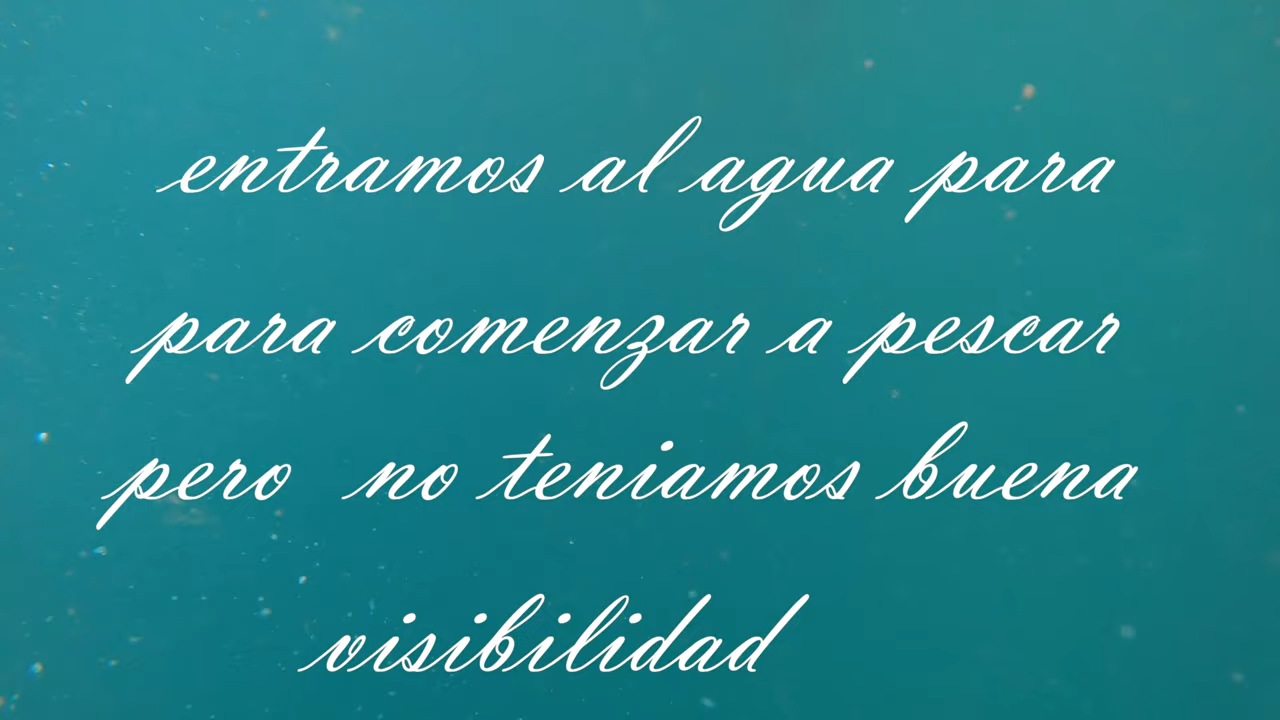 entramos al agua para
para comenzar a pescar
pero no teniamos buena
visibilidad